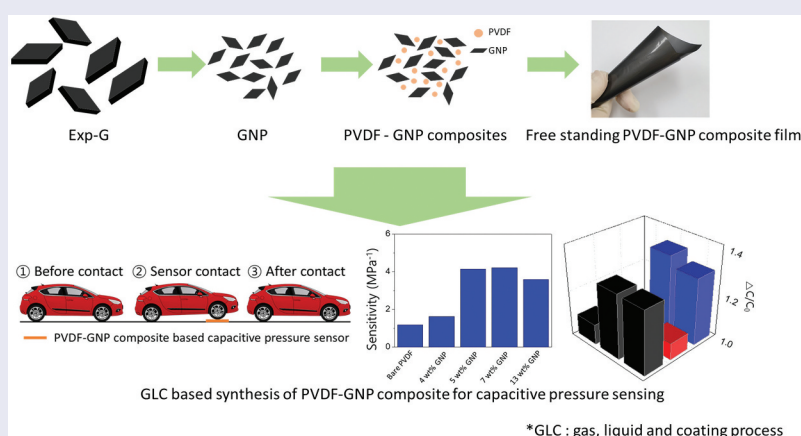 PVDF
GNP
Exp-G
GNP
PVDF - GNP composites
Free standing PVDF-GNP composite film
① Before contact
② Sensor contact
③ After contact
PVDF-GNP composite based capacitive pressure sensor
Sensitivity (MPa⁻¹)
6
4
2
0
Bare PVDF
4 wt% GNP
5 wt% GNP
7 wt% GNP
13 wt% GNP
1.4
1.2
1.0
△C/C₀
GLC based synthesis of PVDF-GNP composite for capacitive pressure sensing
*GLC : gas, liquid and coating process